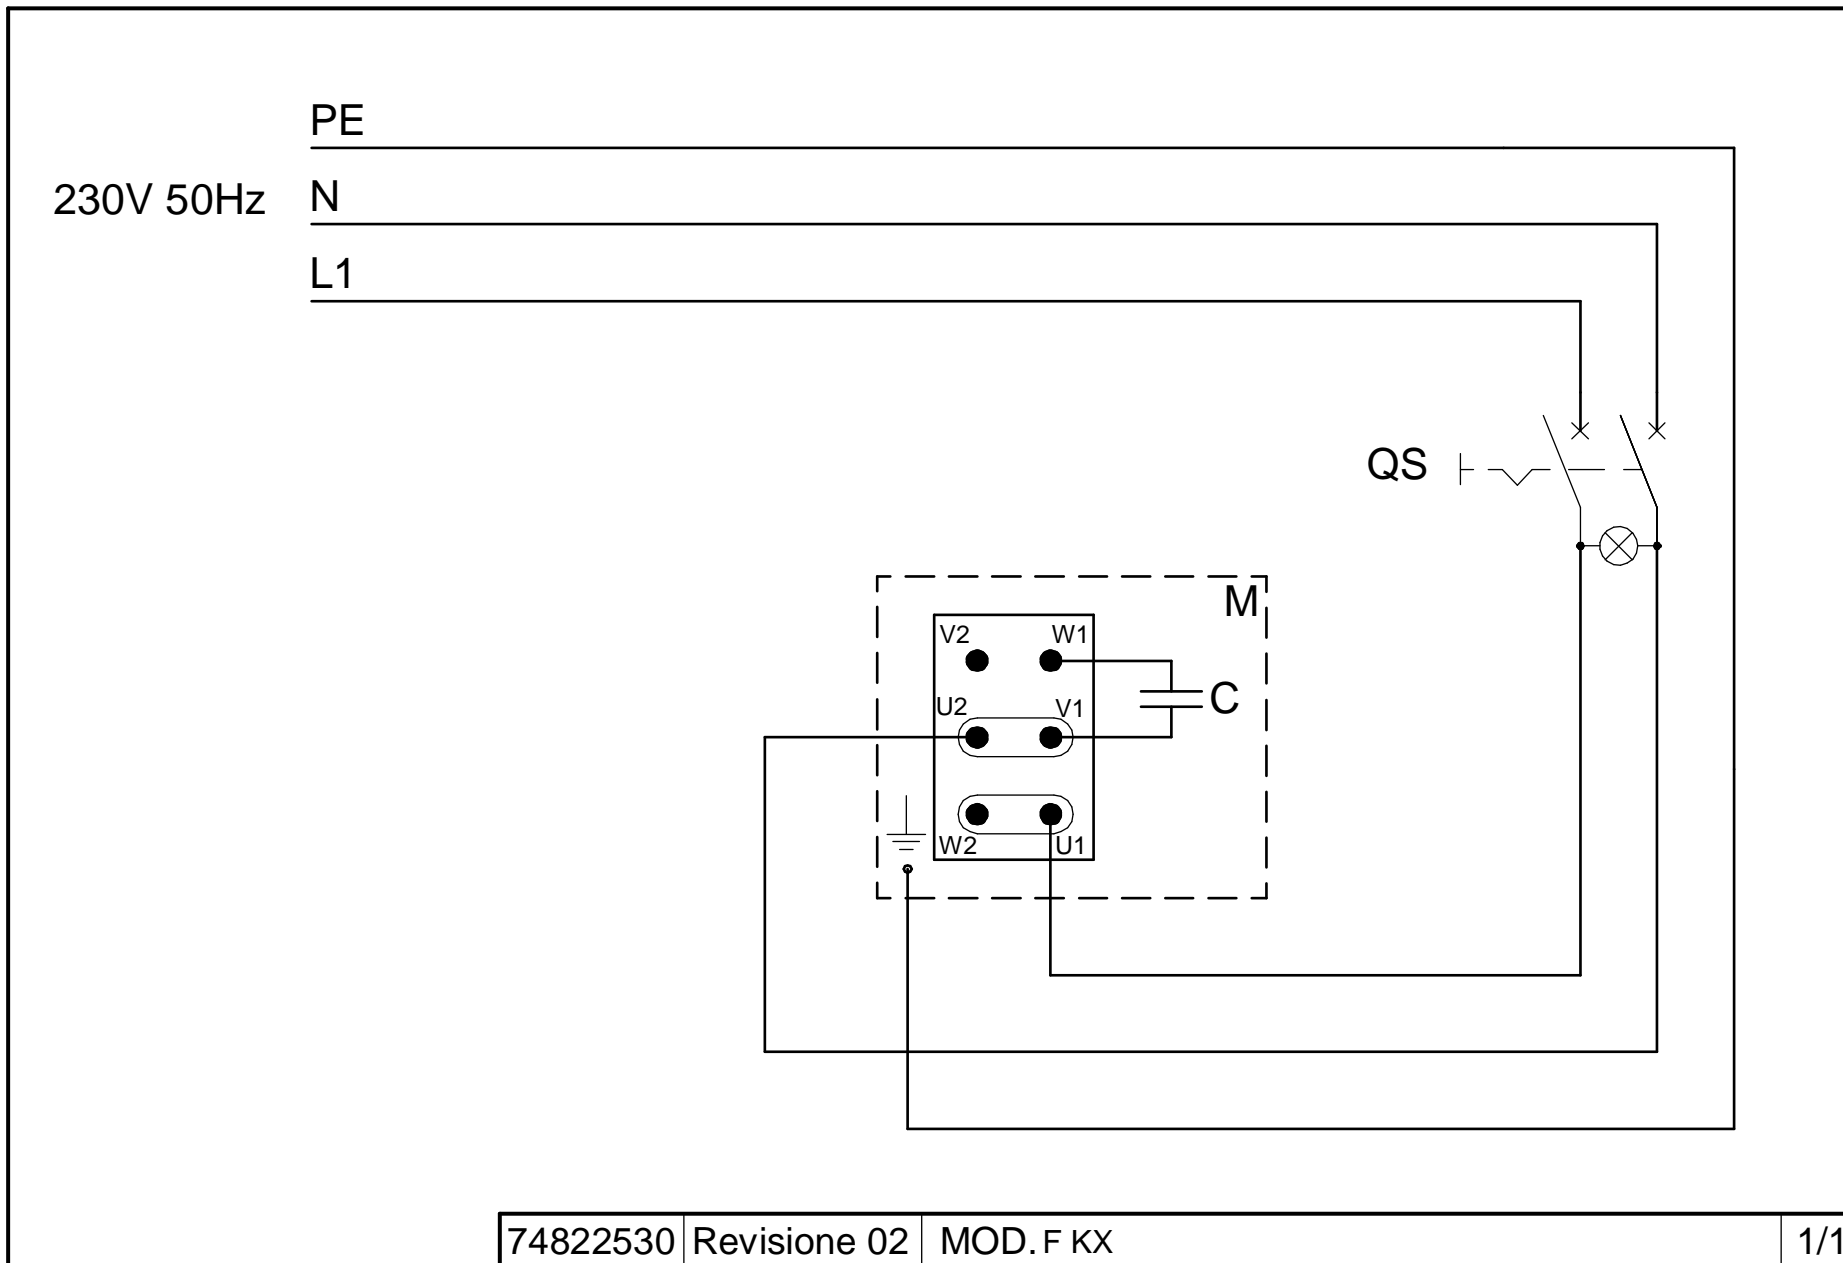 PE
230V 50Hz N
L1
QS
M
V2 W1
C
U2 V1
W2 U1
74822530 Revisione 02 MOD. F KX 1/1